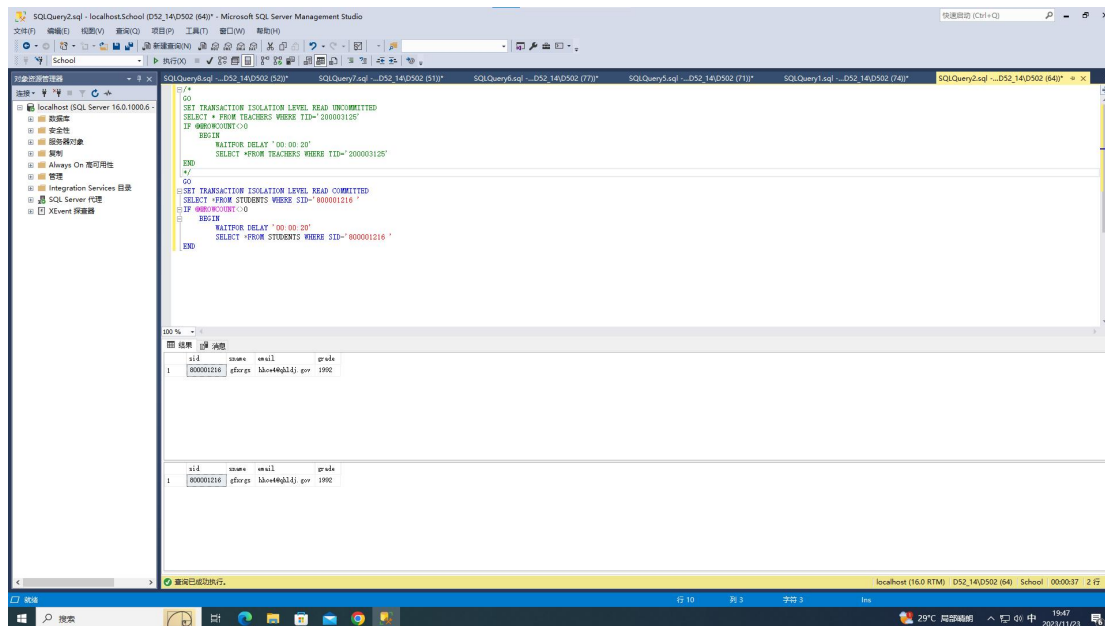 SQLQuery2.sql - localhost.School (D52_14\D502 (64))* - Microsoft SQL Server Management Studio
快速启动 (Ctrl+Q)
文件(F) 编辑(E) 视图(V) 查询(Q) 项目(P) 工具(T) 窗口(W) 帮助(H)
新建查询(N)
School
执行(X)
对象资源管理器
SQLQuery8.sql -...D52_14\D502 (52))*
SQLQuery7.sql -...D52_14\D502 (51))*
SQLQuery6.sql -...D52_14\D502 (77))*
SQLQuery5.sql -...D52_14\D502 (71))*
SQLQuery1.sql -...D52_14\D502 (74))*
SQLQuery2.sql -...D52_14\D502 (64))*
连接
localhost (SQL Server 16.0.1000.6 -
数据库
安全性
服务器对象
复制
Always On 高可用性
管理
Integration Services 目录
SQL Server 代理
XEvent 探查器
/*
GO
SET TRANSACTION ISOLATION LEVEL READ UNCOMMITTED
SELECT * FROM TEACHERS WHERE TID='200003125'
IF @@ROWCOUNT<>0
BEGIN
WAITFOR DELAY '00:00:20'
SELECT *FROM TEACHERS WHERE TID='200003125'
END
*/
GO
SET TRANSACTION ISOLATION LEVEL READ COMMITTED
SELECT *FROM STUDENTS WHERE SID='800001216 '
IF @@ROWCOUNT<>0
BEGIN
WAITFOR DELAY '00:00:20'
SELECT *FROM STUDENTS WHERE SID='800001216 '
END
100 %
结果 消息
sid sname email grade
1 800001216 gfxrgs 1992
sid sname email grade
1 800001216 gfxrgs 1992
查询已成功执行。
localhost (16.0 RTM) D52_14\D502 (64) School 00:00:37 2 行
就绪
行 10 列 3 字符 3 Ins
搜索
29°C 局部晴朗
中
19:47
2023/11/23